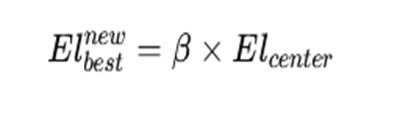 El_{best}^{new} = β × El_{center}